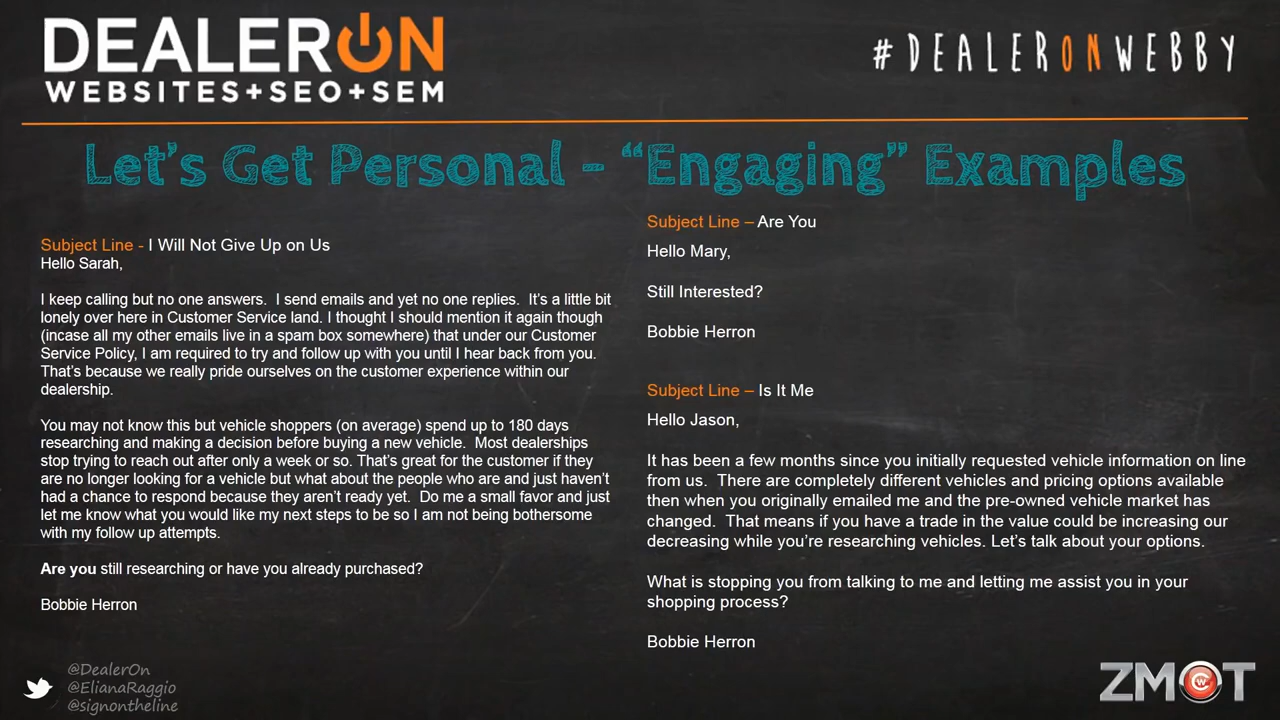 DEALERON
WEBSITES+SEO+SEM
#DEALERONWEBBY
Let's Get Personal - “Engaging” Examples
Subject Line - I Will Not Give Up on Us
Hello Sarah,
I keep calling but no one answers.  I send emails and yet no one replies.  It's a little bit
lonely over here in Customer Service land. I thought I should mention it again though
(incase all my other emails live in a spam box somewhere) that under our Customer
Service Policy, I am required to try and follow up with you until I hear back from you.
That's because we really pride ourselves on the customer experience within our
dealership.
You may not know this but vehicle shoppers (on average) spend up to 180 days
researching and making a decision before buying a new vehicle.  Most dealerships
stop trying to reach out after only a week or so. That's great for the customer if they
are no longer looking for a vehicle but what about the people who are and just haven't
had a chance to respond because they aren't ready yet.  Do me a small favor and just
let me know what you would like my next steps to be so I am not being bothersome
with my follow up attempts.
Are you still researching or have you already purchased?
Bobbie Herron
Subject Line – Are You
Hello Mary,
Still Interested?
Bobbie Herron
Subject Line – Is It Me
Hello Jason,
It has been a few months since you initially requested vehicle information on line
from us.  There are completely different vehicles and pricing options available
then when you originally emailed me and the pre-owned vehicle market has
changed.  That means if you have a trade in the value could be increasing our
decreasing while you're researching vehicles. Let's talk about your options.
What is stopping you from talking to me and letting me assist you in your
shopping process?
Bobbie Herron
@DealerOn
@ElianaRaggio
@signontheline
ZMOT